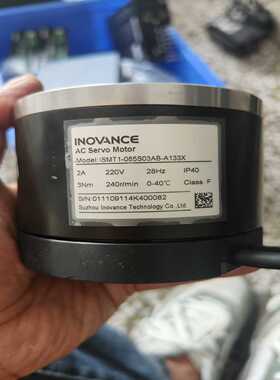 INOVANCE
AC Servo Motor
Model: ISMT1-065S03AB-A133X
2A 220V 28Hz IP40
3Nm 240r/min 0-40℃ Class F
S/N:011109114K400082
Suzhou Inovance Technology Co.,Ltd